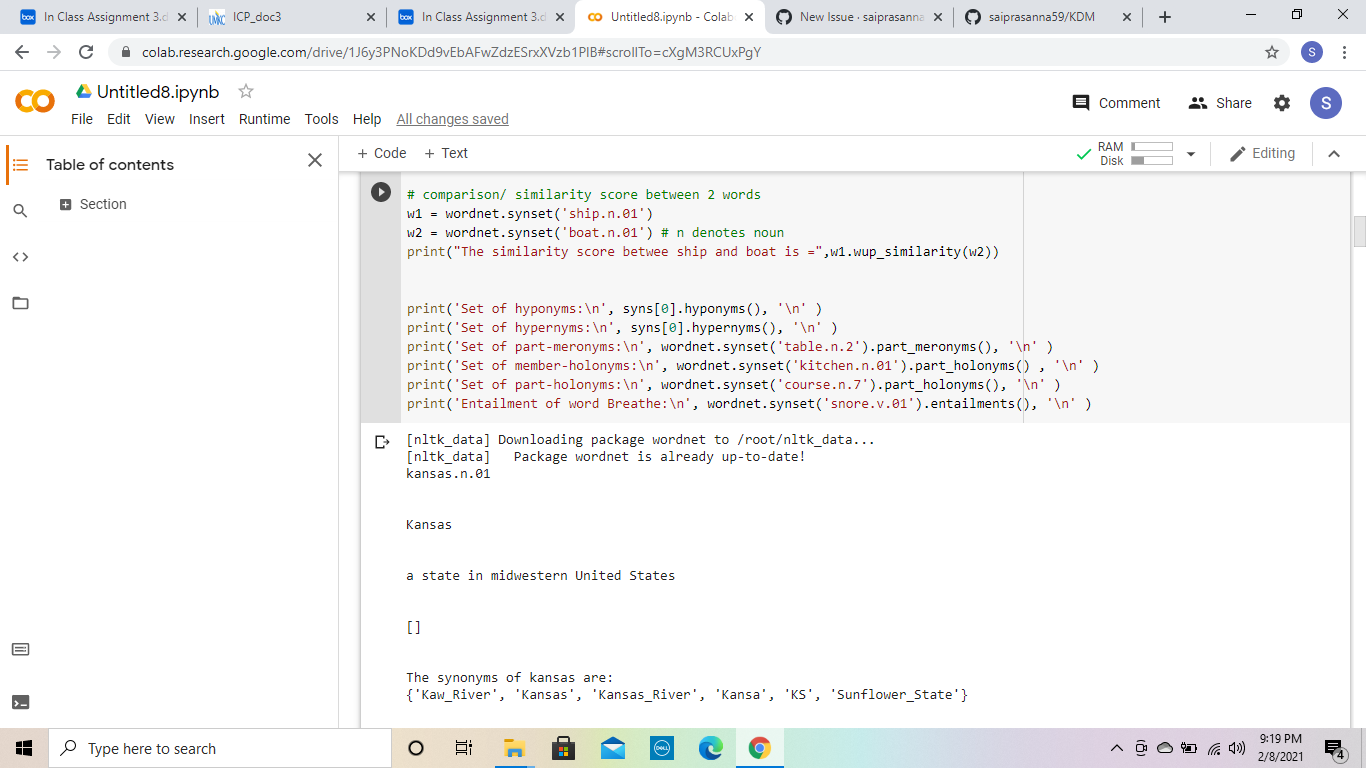 In Class Assignment 3.d
ICP_doc3
In Class Assignment 3.d
Untitled8.ipynb - Colab
New Issue · saiprasanna
saiprasanna59/KDM
colab.research.google.com/drive/1J6y3PNoKDd9vEbAFwZdzESrxXVzb1PlB#scrollTo=cXgM3RCUxPgY
S
Untitled8.ipynb
File Edit View Insert Runtime Tools Help All changes saved
Comment Share S
Table of contents
Section
+ Code + Text
RAM
Disk
Editing
# comparison/ similarity score between 2 words
w1 = wordnet.synset('ship.n.01')
w2 = wordnet.synset('boat.n.01') # n denotes noun
print("The similarity score betwee ship and boat is =",w1.wup_similarity(w2))
print('Set of hyponyms:\n', syns[0].hyponyms(), '\n' )
print('Set of hypernyms:\n', syns[0].hypernyms(), '\n' )
print('Set of part-meronyms:\n', wordnet.synset('table.n.2').part_meronyms(), '\n' )
print('Set of member-holonyms:\n', wordnet.synset('kitchen.n.01').part_holonyms() , '\n' )
print('Set of part-holonyms:\n', wordnet.synset('course.n.7').part_holonyms(), '\n' )
print('Entailment of word Breathe:\n', wordnet.synset('snore.v.01').entailments(), '\n' )
[nltk_data] Downloading package wordnet to /root/nltk_data...
[nltk_data]   Package wordnet is already up-to-date!
kansas.n.01
Kansas
a state in midwestern United States
[]
The synonyms of kansas are:
{'Kaw_River', 'Kansas', 'Kansas_River', 'Kansa', 'KS', 'Sunflower_State'}
Type here to search
9:19 PM
2/8/2021
4